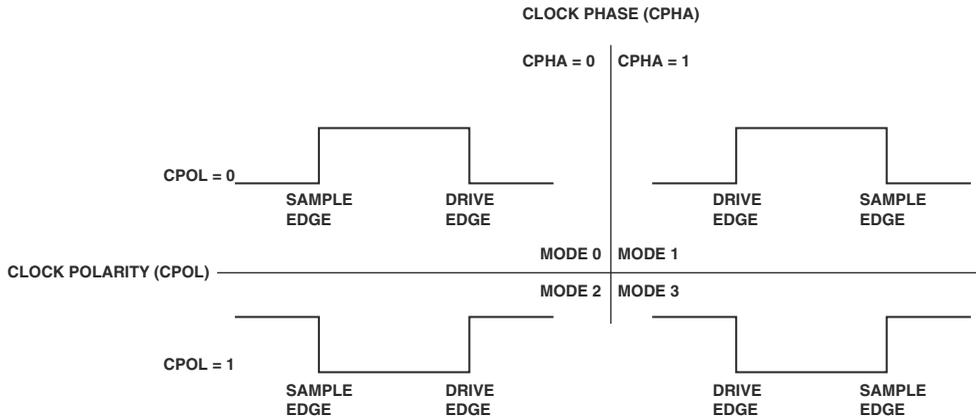 CLOCK PHASE (CPHA)
CPHA = 0
CPHA = 1
CPOL = 0
SAMPLE
EDGE
DRIVE
EDGE
DRIVE
EDGE
SAMPLE
EDGE
MODE 0
MODE 1
CLOCK POLARITY (CPOL)
MODE 2
MODE 3
CPOL = 1
SAMPLE
EDGE
DRIVE
EDGE
DRIVE
EDGE
SAMPLE
EDGE